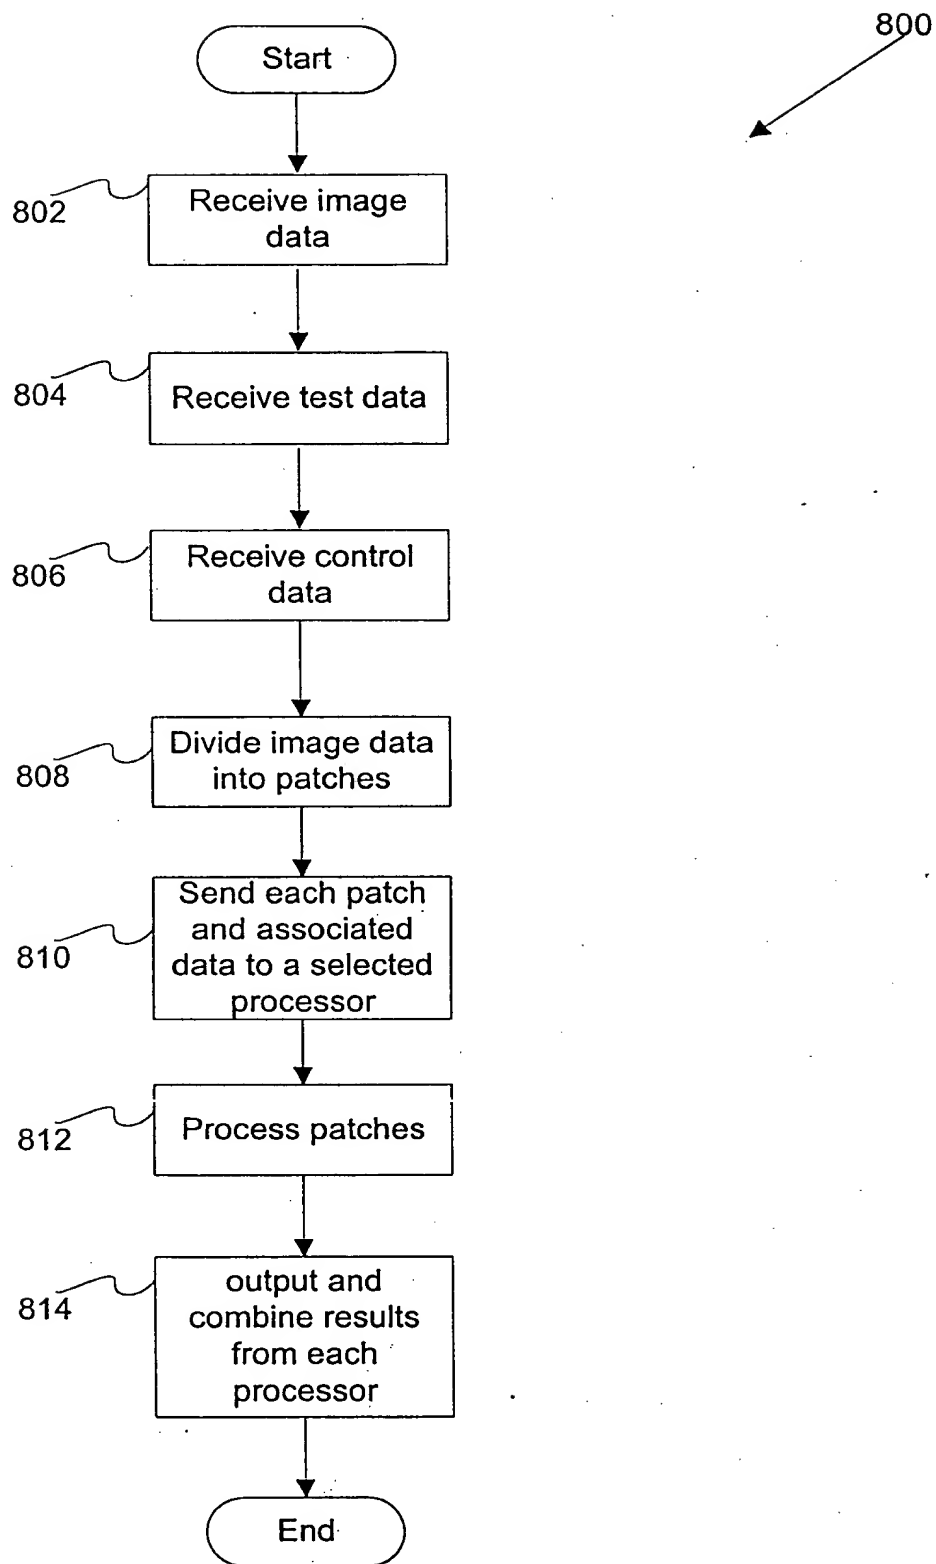 800
Start
802
Receive image
data
804
Receive test data
806
Receive control
data
808
Divide image data
into patches
810
Send each patch
and associated
data to a selected
processor
812
Process patches
814
output and
combine results
from each
processor
End